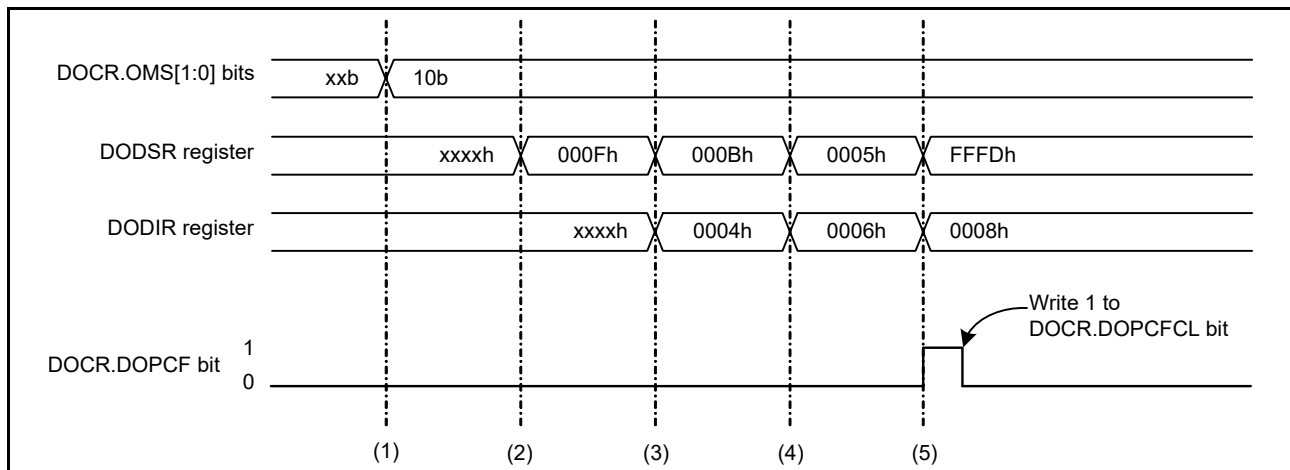 DOCR.OMS[1:0] bits
xxb
10b
DODSR register
xxxxh
000Fh
000Bh
0005h
FFFDh
DODIR register
xxxxh
0004h
0006h
0008h
Write 1 to
DOCR.DOPCFCL bit
DOCR.DOPCF bit
1
0
(1)
(2)
(3)
(4)
(5)